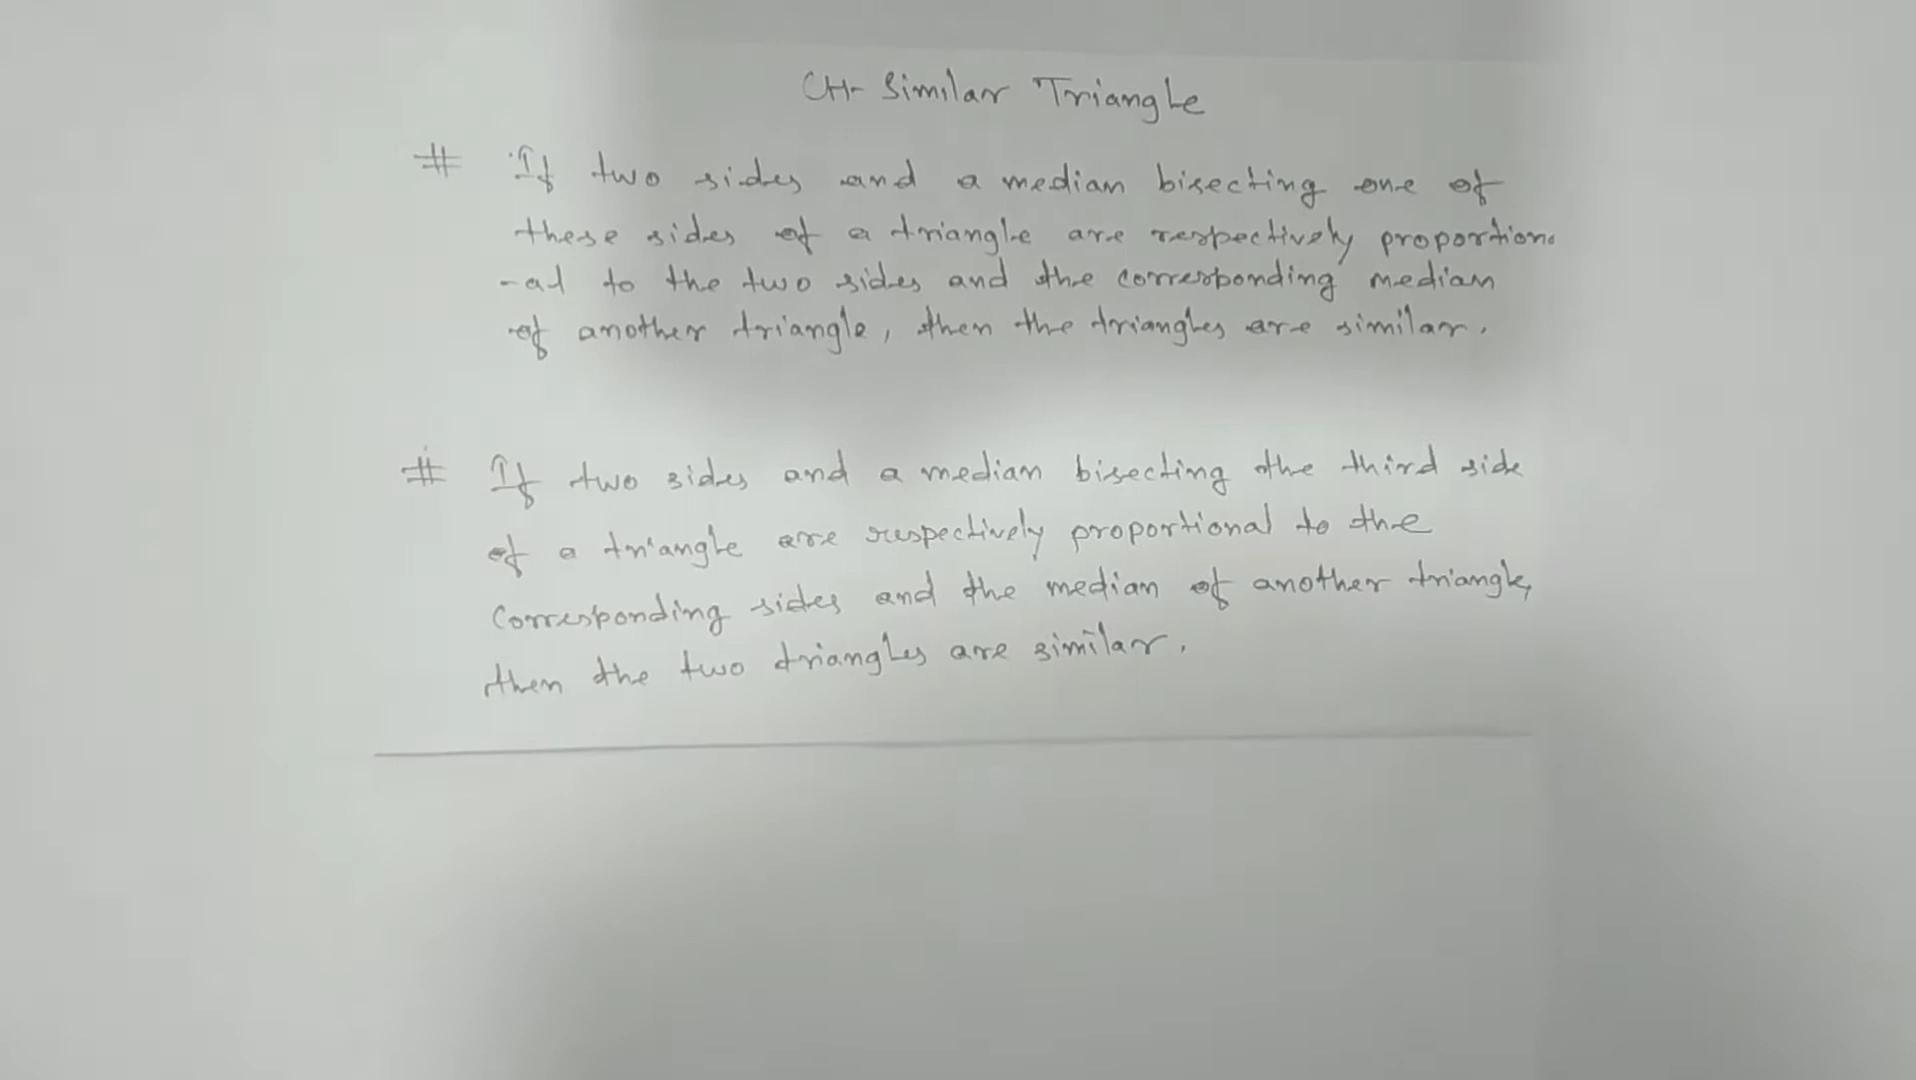 CH- Similar Triangle
# If two sides and a median bisecting one of
these sides of a triangle are respectively proportion
-al to the two sides and the corresponding median
of another triangle, then the triangles are similar.
# If two sides and a median bisecting the third side
of a triangle are respectively proportional to the
Corresponding sides and the median of another triangle,
then the two triangles are similar.